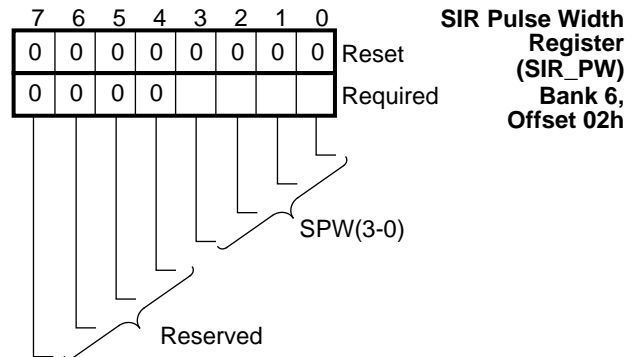 7 6 5 4 3 2 1 0
0 0 0 0 0 0 0 0 Reset
0 0 0 0 Required
SIR Pulse Width
Register
(SIR_PW)
Bank 6,
Offset 02h
SPW(3-0)
Reserved